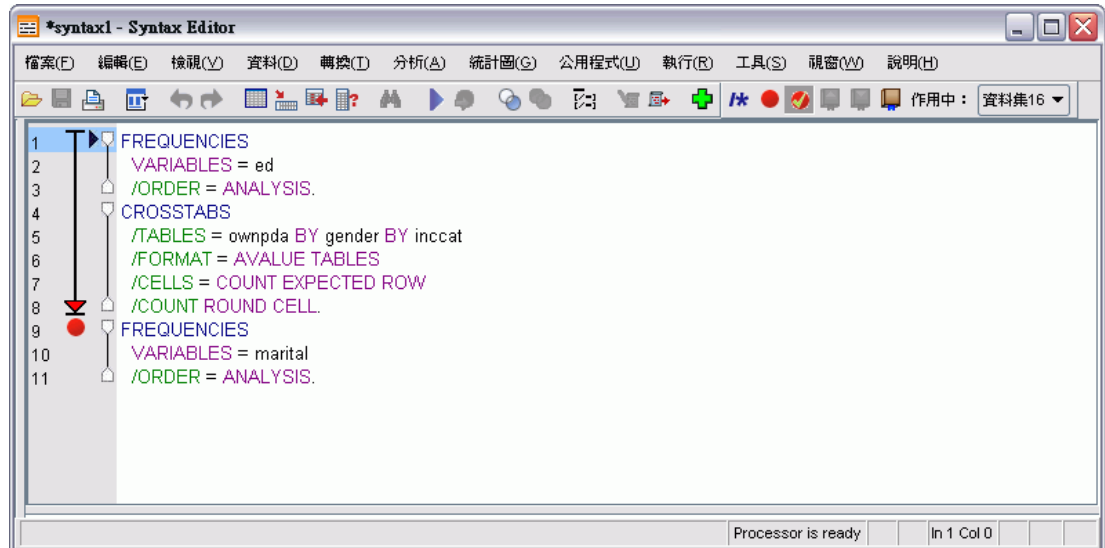 *syntax1 - Syntax Editor
檔案(F) 編輯(E) 檢視(V) 資料(D) 轉換(T) 分析(A) 統計圖(G) 公用程式(U) 執行(R) 工具(S) 視窗(W) 說明(H)
作用中: 資料集16
1 FREQUENCIES
2 VARIABLES = ed
3 /ORDER = ANALYSIS.
4 CROSSTABS
5 /TABLES = ownpda BY gender BY inccat
6 /FORMAT = AVALUE TABLES
7 /CELLS = COUNT EXPECTED ROW
8 /COUNT ROUND CELL.
9 FREQUENCIES
10 VARIABLES = marital
11 /ORDER = ANALYSIS.
Processor is ready In 1 Col 0